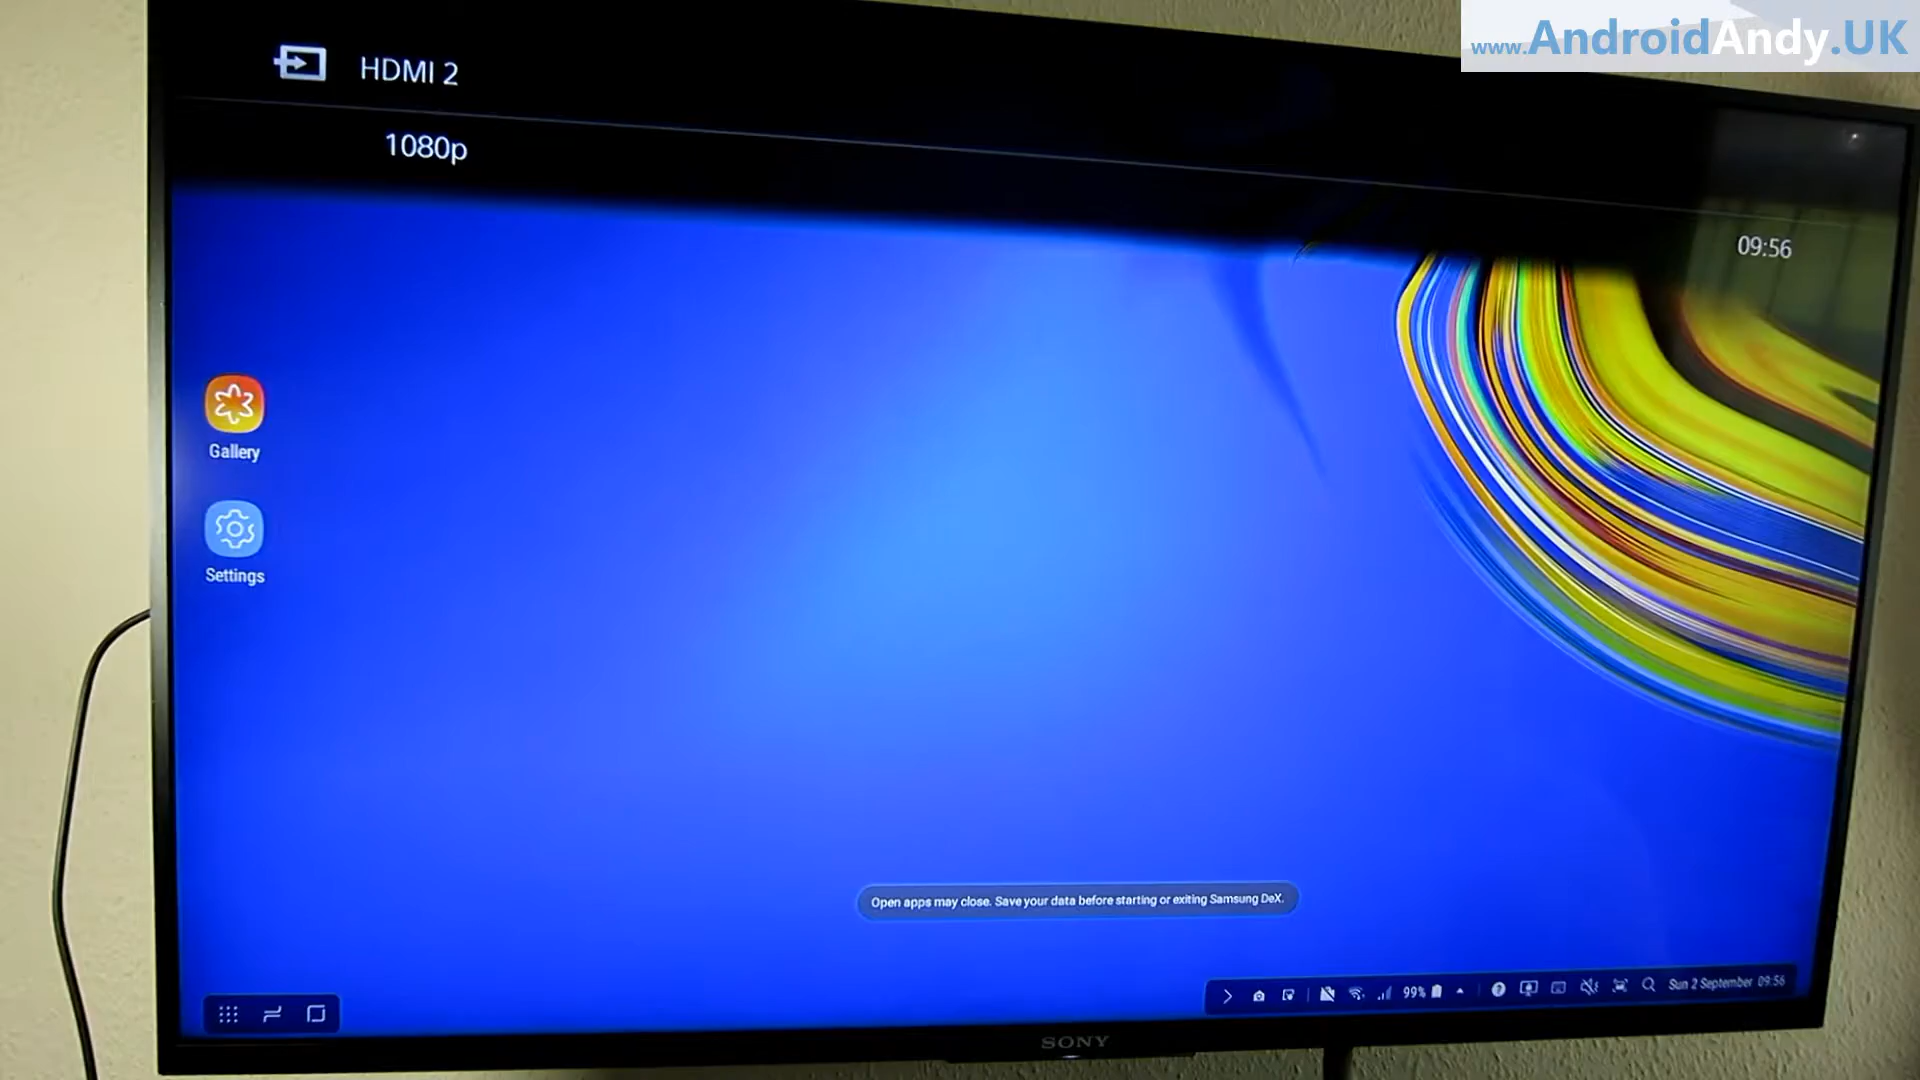 www.AndroidAndy.UK
HDMI 2
1080p
09:56
Gallery
Settings
Open apps may close. Save your data before starting or exiting Samsung DeX.
99%
Sun 2 September 09:56
SONY